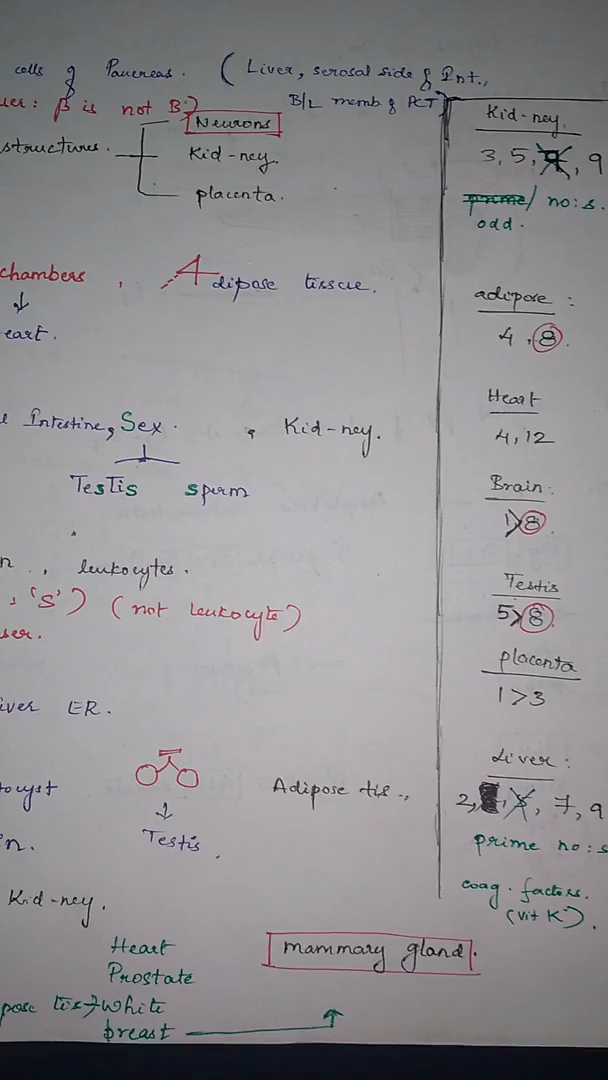 cells of Pancreas. (Liver, serosal side of Int.,
ser: β is not B?)
B/L memb of PCT)
structures.
Neurons
Kid-ney.
placenta.
chambers , Adipose tissue.
eart.
e Intestine, Sex. , Kid-ney.
Testis sperm
n . , leukocytes.
, 's') (not leukocyte)
ser.
iver ER.
tocyst
Adipose tis.,
Testis.
n.
Kid-ney.
Heart
Prostate
pose tis → white
breast
mammary gland.
Kid-ney.
3, 5, 9
prime/ no:s.
odd.
adipose :
4, 8.
Heart
4, 12
Brain:
1>8
Testis
5>8
placenta
1>3
Liver :
2, 7, 9
prime no:s
coag. factors.
(vit K).